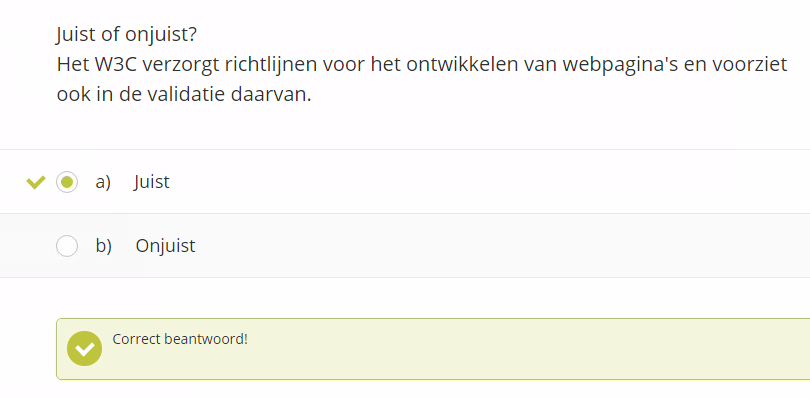 Juist of onjuist?
Het W3C verzorgt richtlijnen voor het ontwikkelen van webpagina's en voorziet
ook in de validatie daarvan.
a) Juist
b) Onjuist
Correct beantwoord!